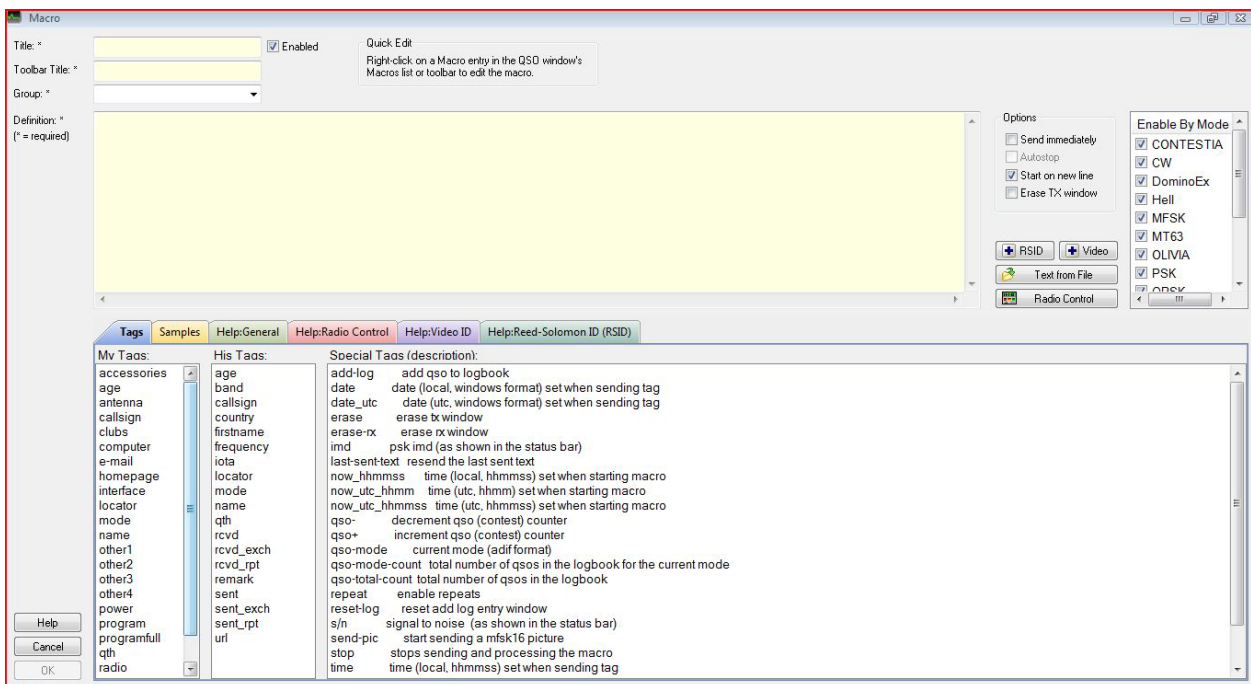 Macro
Title: *
Enabled
Toolbar Title: *
Group: *
Quick Edit
Right-click on a Macro entry in the QSO window's
Macros list or toolbar to edit the macro.
Definition: *
(* = required)
Options
Send immediately
Autostop
Start on new line
Erase TX window
RSID
Video
Text from File
Radio Control
Enable By Mode
CONTESTIA
CW
DominoEx
Hell
MFSK
MT63
OLIVIA
PSK
QPSK
Tags Samples Help:General Help:Radio Control Help:Video ID Help:Reed-Solomon ID (RSID)
My Tags:
accessories
age
antenna
callsign
clubs
computer
e-mail
homepage
interface
locator
mode
name
other1
other2
other3
other4
power
program
programfull
qth
radio
His Tags:
age
band
callsign
country
firstname
frequency
iota
locator
mode
name
qth
rcvd
rcvd_exch
rcvd_rpt
remark
sent
sent_exch
sent_rpt
url
Special Tags (description):
add-log add qso to logbook
date date (local, windows format) set when sending tag
date_utc date (utc, windows format) set when sending tag
erase erase tx window
erase-rx erase rx window
imd psk imd (as shown in the status bar)
last-sent-text resend the last sent text
now_hhmmss time (local, hhmmss) set when starting macro
now_utc_hhmm time (utc, hhmm) set when starting macro
now_utc_hhmmss time (utc, hhmmss) set when starting macro
qso- decrement qso (contest) counter
qso+ increment qso (contest) counter
qso-mode current mode (adif format)
qso-mode-count total number of qsos in the logbook for the current mode
qso-total-count total number of qsos in the logbook
repeat enable repeats
reset-log reset add log entry window
s/n signal to noise (as shown in the status bar)
send-pic start sending a mfsk16 picture
stop stops sending and processing the macro
time time (local, hhmmss) set when sending tag
Help
Cancel
OK